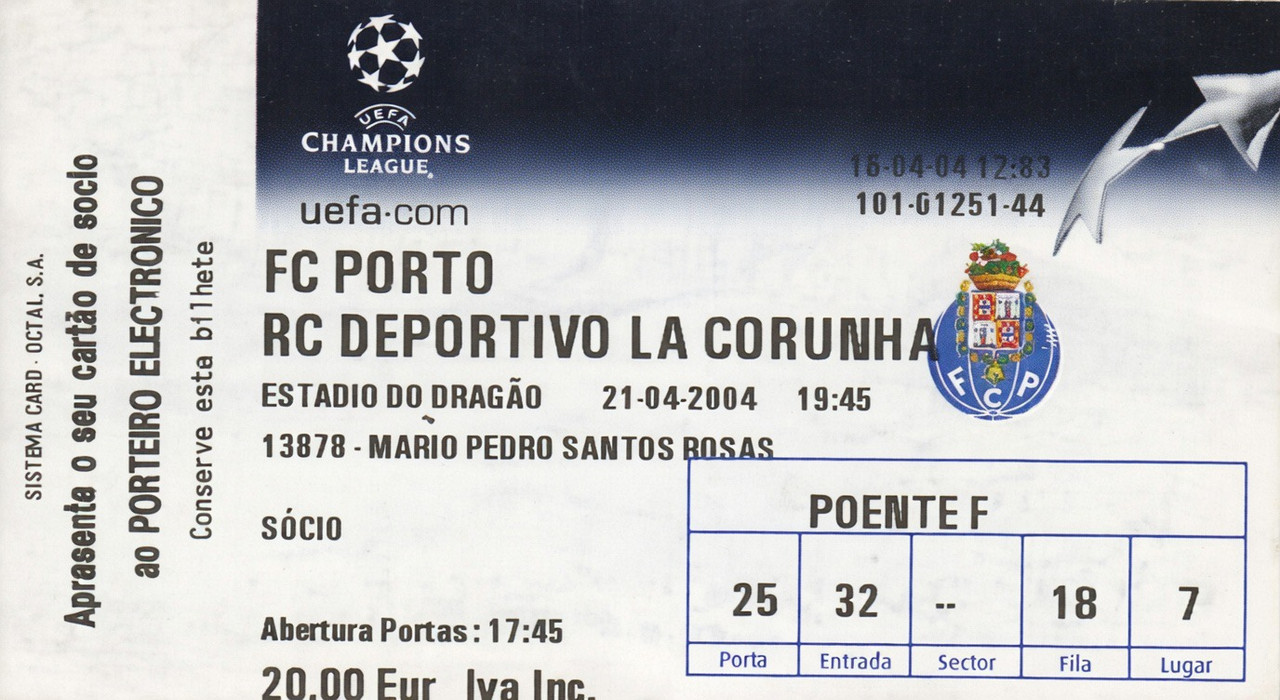 SISTEMA CARD · OCTAL S.A.
Aprasente o seu cartão de socio
ao PORTEIRO ELECTRONICO
Conserve este bilhete
UEFA
CHAMPIONS
LEAGUE
uefa·com
16-04-04 12:83
101-01251-44
FC PORTO
RC DEPORTIVO LA CORUNHA
FCP
ESTADIO DO DRAGÃO 21-04-2004 19:45
13878 - MARIO PEDRO SANTOS ROSAS
SÓCIO
Abertura Portas : 17:45
20.00 Eur Iva Inc.
POENTE F
25 32 -- 18 7
Porta Entrada Sector Fila Lugar